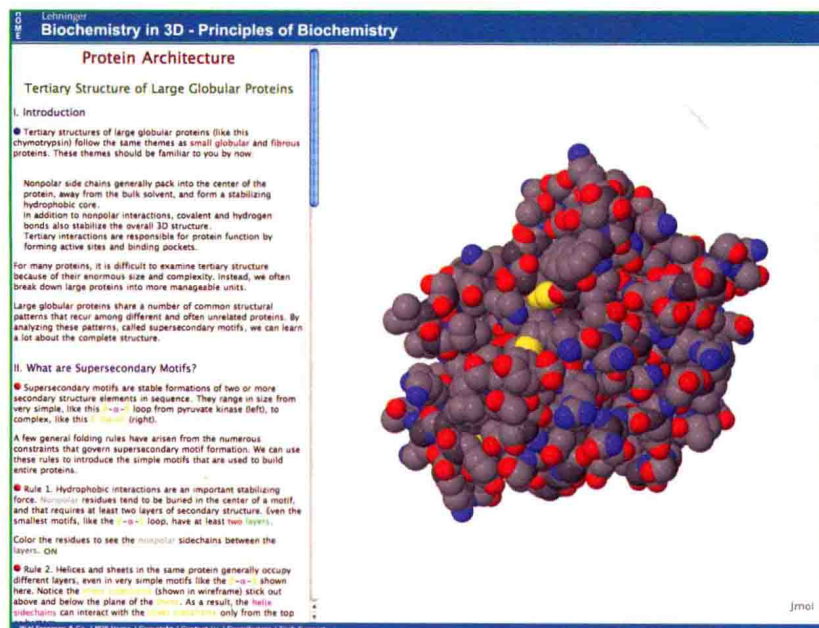 HOME
Lehninger
Biochemistry in 3D - Principles of Biochemistry
Protein Architecture
Tertiary Structure of Large Globular Proteins
I. Introduction
Tertiary structures of large globular proteins (like this
chymotrypsin) follow the same themes as small globular and fibrous
proteins. These themes should be familiar to you by now
Nonpolar side chains generally pack into the center of the
protein, away from the bulk solvent, and form a stabilizing
hydrophobic core.
In addition to nonpolar interactions, covalent and hydrogen
bonds also stabilize the overall 3D structure.
Tertiary interactions are responsible for protein function by
forming active sites and binding pockets.
For many proteins, it is difficult to examine tertiary structure
because of their enormous size and complexity. Instead, we often
break down large proteins into more manageable units.
Large globular proteins share a number of common structural
patterns that recur among different and often unrelated proteins. By
analyzing these patterns, called supersecondary motifs, we can learn
a lot about the complete structure.
II. What are Supersecondary Motifs?
Supersecondary motifs are stable formations of two or more
secondary structure elements in sequence. They range in size from
very simple, like this β-α-β loop from pyruvate kinase (left), to
complex, like this (right).
A few general folding rules have arisen from the numerous
constraints that govern supersecondary motif formation. We can use
these rules to introduce the simple motifs that are used to build
entire proteins.
Rule 1. Hydrophobic interactions are an important stabilizing
force. Nonpolar residues tend to be buried in the center of a motif,
and that requires at least two layers of secondary structure. Even the
smallest motifs, like the β-α-β loop, have at least two layers.
Color the residues to see the nonpolar sidechains between the
layers. ON
Rule 2. Helices and sheets in the same protein generally occupy
different layers, even in very simple motifs like the β-α-β shown
here. Notice the (shown in wireframe) stick out
above and below the plane of the sheet. As a result, the helix
sidechains can interact with the only from the top
Jmol